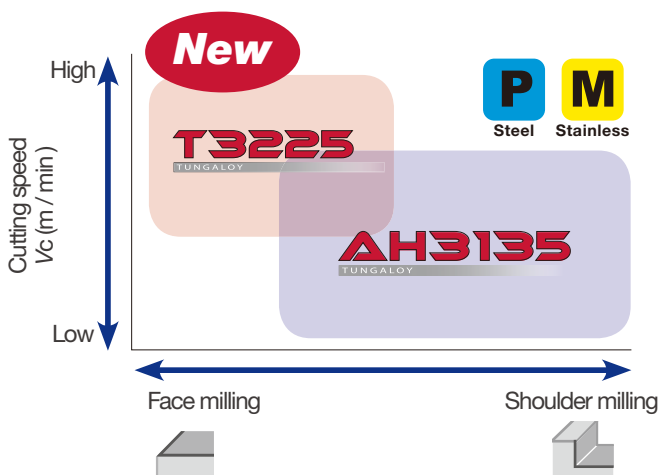 New
High
P
M
Steel
Stainless
T3225
TUNGALOY
Cutting speed
Vc (m / min )
AH3135
TUNGALOY
Low
Face milling
Shoulder milling